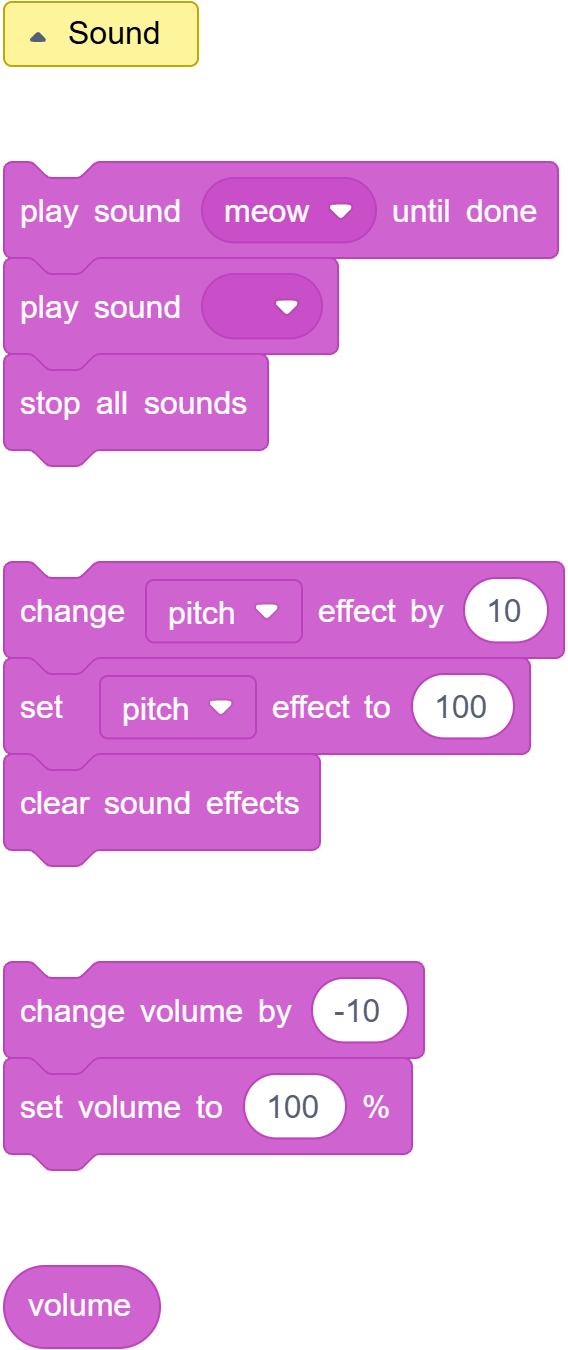 Sound
play sound meow until done
play sound
stop all sounds
change pitch effect by 10
set pitch effect to 100
clear sound effects
change volume by -10
set volume to 100 %
volume